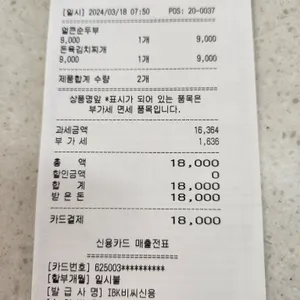 [일시] 2024/03/18 07:50 POS: 20-0037
얼큰순두부
9,000 1개 9,000
돈육김치찌개
9,000 1개 9,000
제품합계 수량 2개
상품명앞 *표시가 되어 있는 품목은
부가세 면세 품목입니다.
과세금액 16,364
부 가 세 1,636
총 액 18,000
할인금액 0
합 계 18,000
받 은 돈 18,000
카드결제 18,000
신용카드 매출전표
======================
[카드번호] 625003**********
[할부개월] 일시불
[발 급 사 명] IBK비씨신용